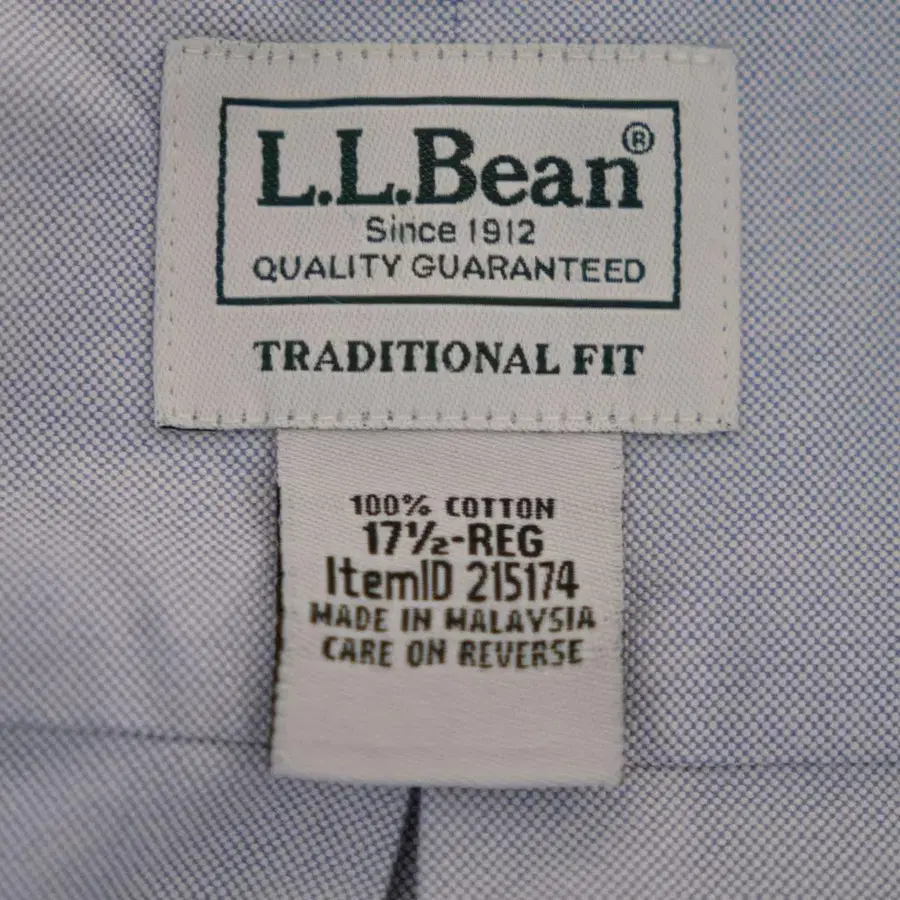 L.L.Bean®
Since 1912
QUALITY GUARANTEED
TRADITIONAL FIT
100% COTTON
17½-REG
ItemID 215174
MADE IN MALAYSIA
CARE ON REVERSE